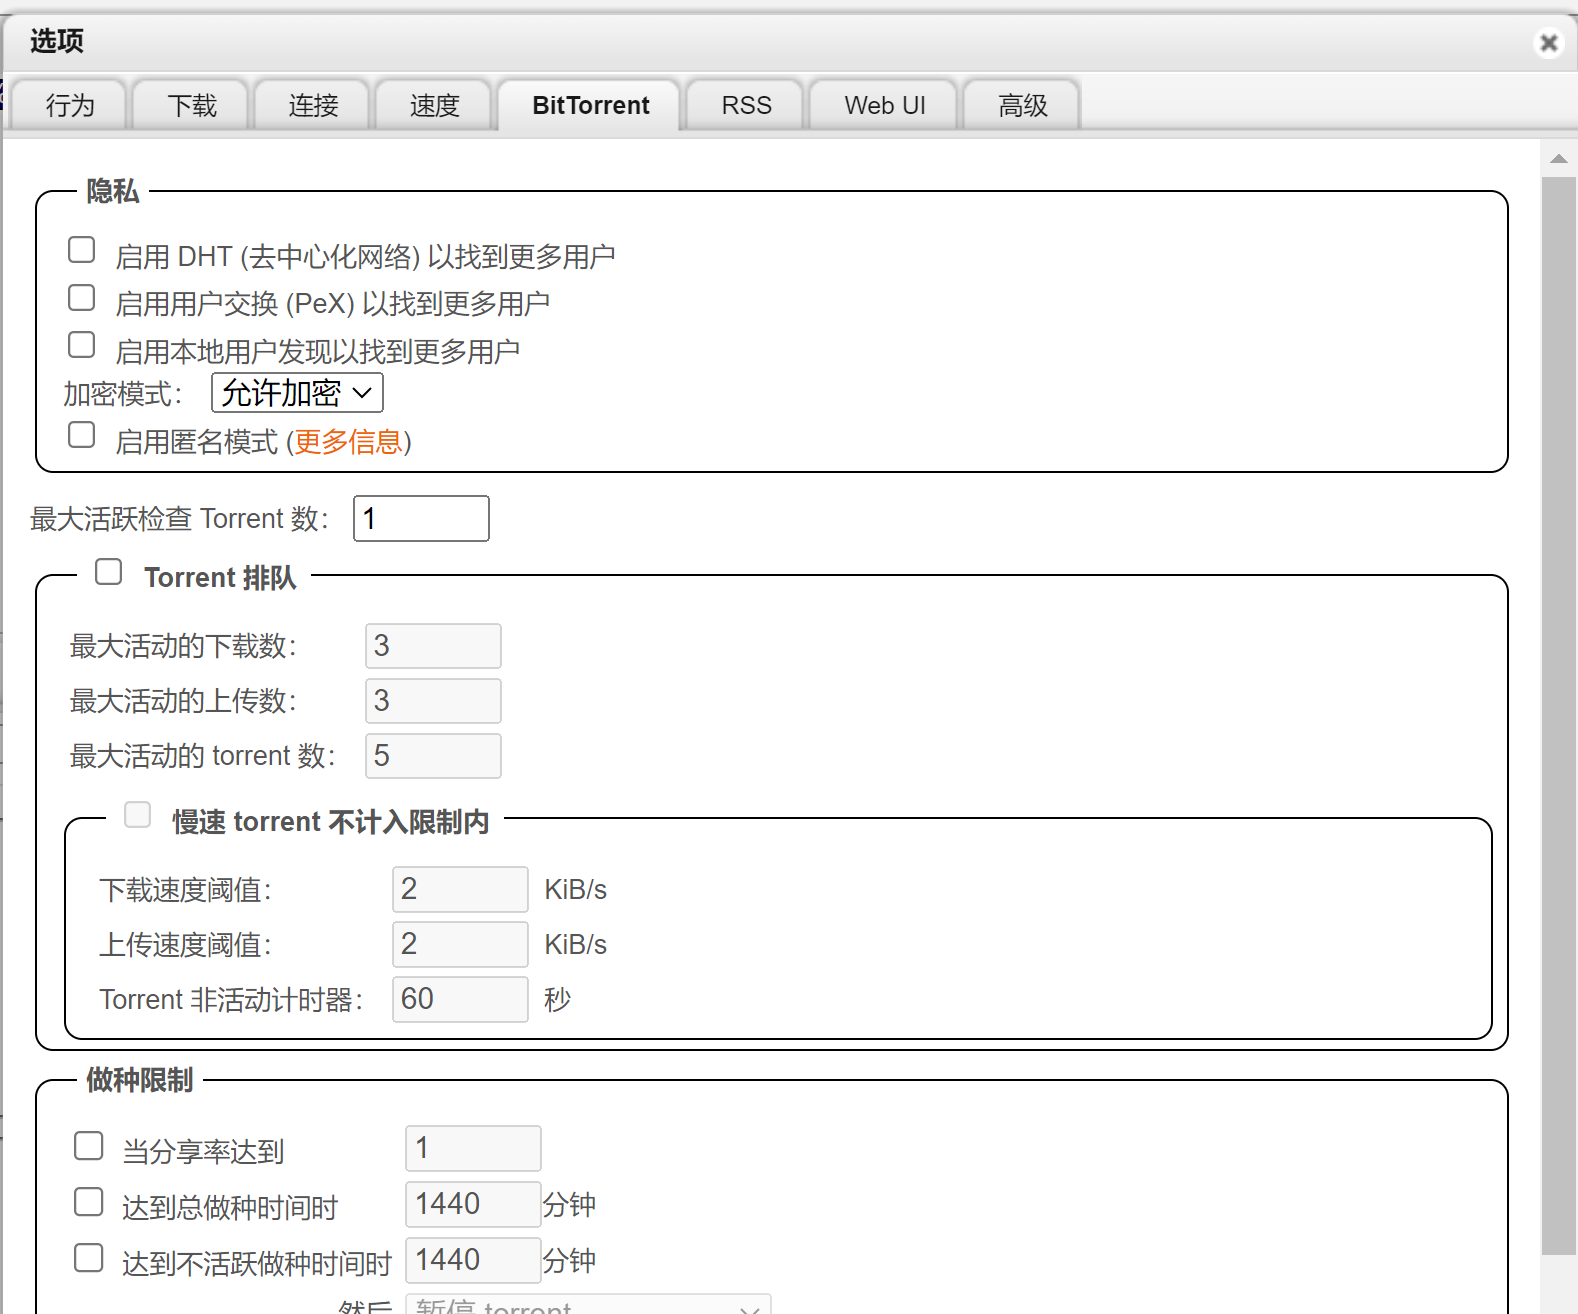 选项
行为 下载 连接 速度 BitTorrent RSS Web UI 高级
隐私
启用 DHT (去中心化网络) 以找到更多用户
启用用户交换 (PeX) 以找到更多用户
启用本地用户发现以找到更多用户
加密模式： 允许加密
启用匿名模式 (更多信息)
最大活跃检查 Torrent 数： 1
Torrent 排队
最大活动的下载数： 3
最大活动的上传数： 3
最大活动的 torrent 数： 5
慢速 torrent 不计入限制内
下载速度阈值： 2 KiB/s
上传速度阈值： 2 KiB/s
Torrent 非活动计时器： 60 秒
做种限制
当分享率达到 1
达到总做种时间时 1440 分钟
达到不活跃做种时间时 1440 分钟
然后 暂停 torrent